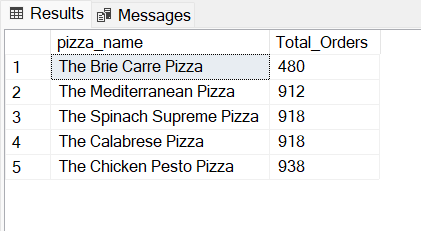 Results Messages
pizza_name Total_Orders
1 The Brie Carre Pizza 480
2 The Mediterranean Pizza 912
3 The Spinach Supreme Pizza 918
4 The Calabrese Pizza 918
5 The Chicken Pesto Pizza 938